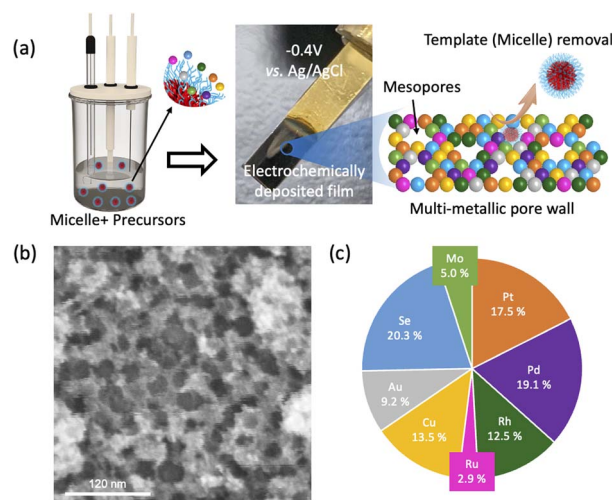 (a)
-0.4V
vs. Ag/AgCl
Template (Micelle) removal
Mesopores
Electrochemically
deposited film
Micelle+ Precursors
Multi-metallic pore wall
(b)
(c)
Mo
5.0 %
Pt
17.5 %
Se
20.3 %
Pd
19.1 %
Au
9.2 %
Cu
13.5 %
Rh
12.5 %
Ru
2.9 %
120 nm